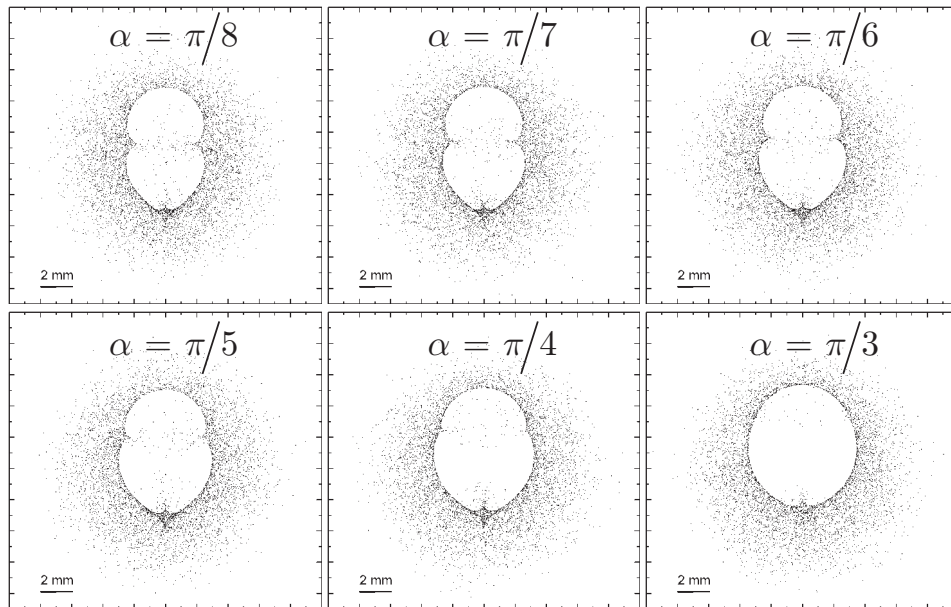 α = π/8
α = π/7
α = π/6
2 mm
2 mm
2 mm
α = π/5
α = π/4
α = π/3
2 mm
2 mm
2 mm